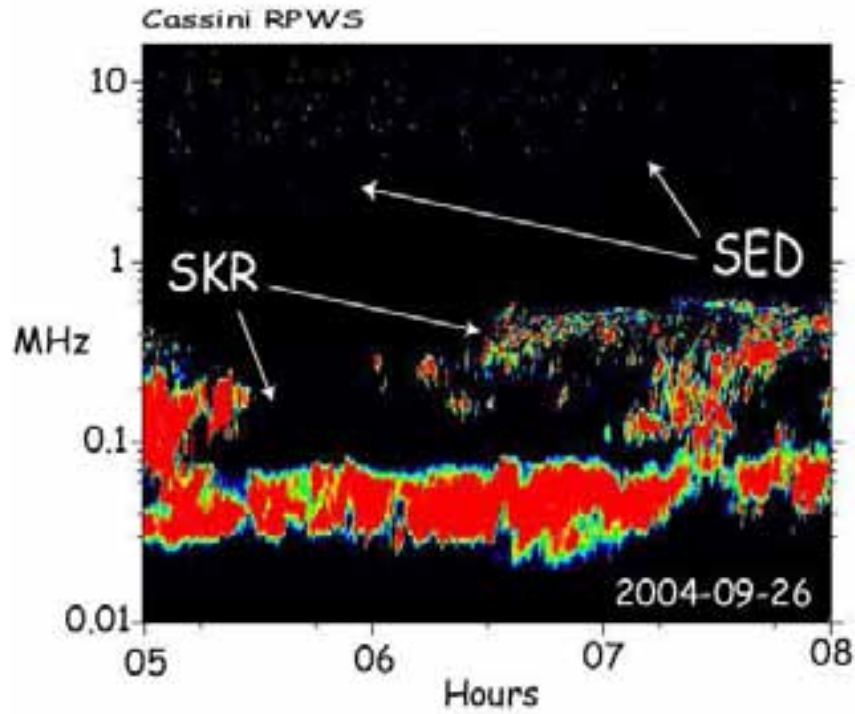 Cassini RPWS
10
SED
1
SKR
MHz
0.1
2004-09-26
0.01
05 06 07 08
Hours